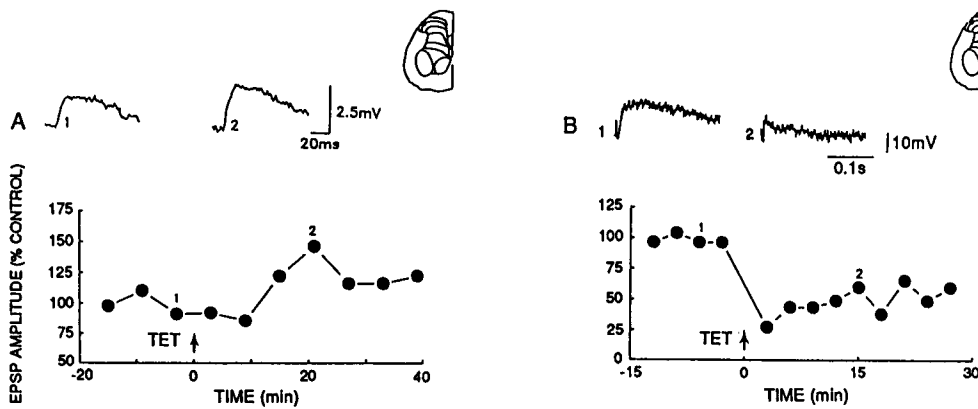 A
1
2
2.5mV
20ms
EPSP AMPLITUDE (% CONTROL)
175
150
125
100
75
50
1
2
TET
-20
0
20
40
TIME (min)
B
1
2
10mV
0.1s
125
100
75
50
25
0
1
2
TET
-15
0
15
30
TIME (min)